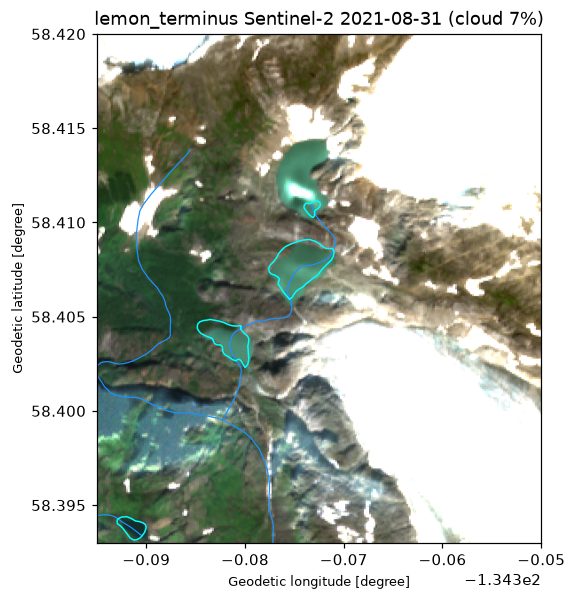 lemon_terminus Sentinel-2 2021-08-31 (cloud 7%)
58.420
58.415
58.410
58.405
58.400
58.395
Geodetic latitude [degree]
−0.09 −0.08 −0.07 −0.06 −0.05
Geodetic longitude [degree]
−1.343e2